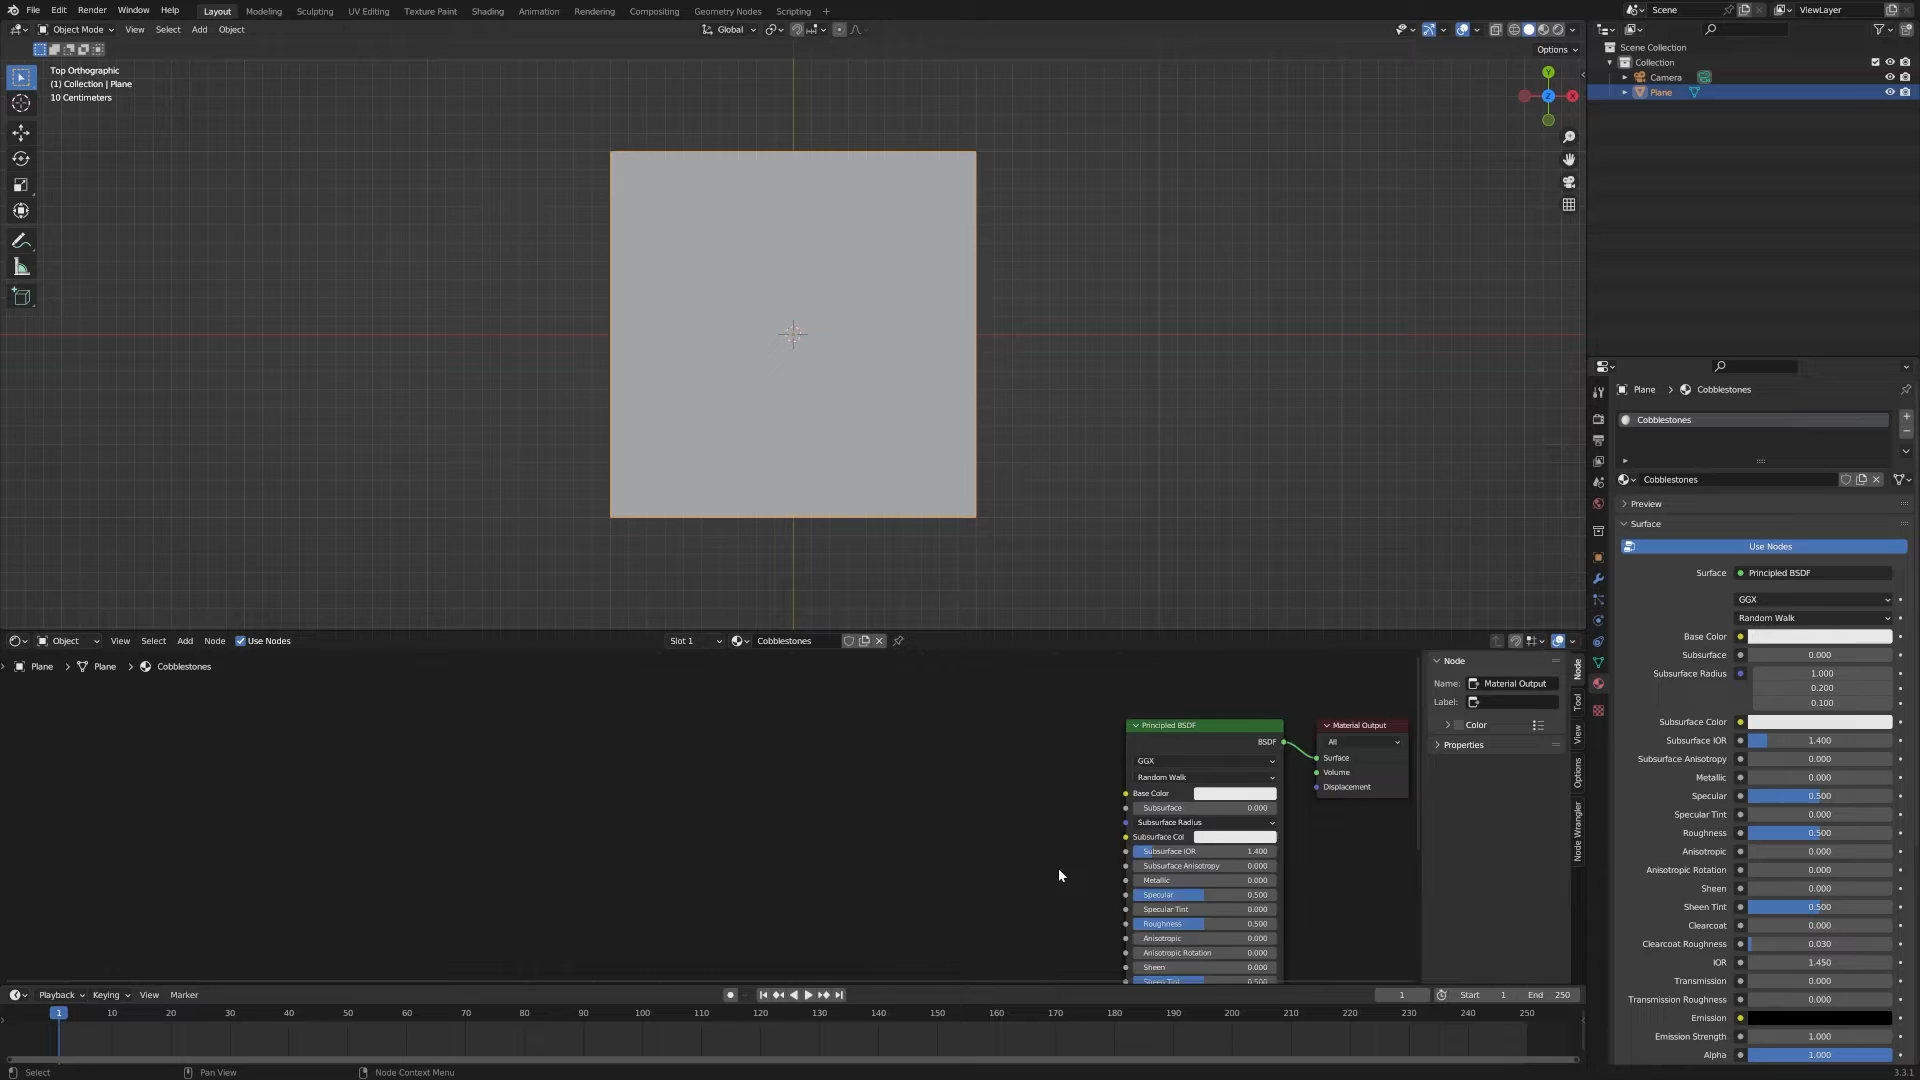 File Edit Render Window Help Layout Modeling Sculpting UV Editing Texture Paint Shading Animation Rendering Compositing Geometry Nodes Scripting + Scene ViewLayer
Object Mode View Select Add Object Global
Options
Top Orthographic
(1) Collection | Plane
10 Centimeters
Y
Z
X
Scene Collection
Collection
Camera
Plane
Plane > Cobblestones
Cobblestones
Cobblestones
Preview
Surface
Use Nodes
Surface Principled BSDF
GGX
Random Walk
Base Color
Subsurface 0.000
Subsurface Radius 1.000
0.200
0.100
Subsurface Color
Subsurface IOR 1.400
Subsurface Anisotropy 0.000
Metallic 0.000
Specular 0.500
Specular Tint 0.000
Roughness 0.500
Anisotropic 0.000
Anisotropic Rotation 0.000
Sheen 0.000
Sheen Tint 0.500
Clearcoat 0.000
Clearcoat Roughness 0.030
IOR 1.450
Transmission 0.000
Transmission Roughness 0.000
Emission
Emission Strength 1.000
Alpha 1.000
Object View Select Add Node Use Nodes Slot 1 Cobblestones
Plane > Plane > Cobblestones
Principled BSDF
BSDF
GGX
Random Walk
Base Color
Subsurface 0.000
Subsurface Radius
Subsurface Col
Subsurface IOR 1.400
Subsurface Anisotropy 0.000
Metallic 0.000
Specular 0.500
Specular Tint 0.000
Roughness 0.500
Anisotropic 0.000
Anisotropic Rotation 0.000
Sheen 0.000
Sheen Tint 0.500
Material Output
All
Surface
Volume
Displacement
Node
Name: Material Output
Label:
Color
Properties
Node
Tool
View
Options
Node Wrangler
Playback Keying View Marker 1 Start 1 End 250
1 10 20 30 40 50 60 70 80 90 100 110 120 130 140 150 160 170 180 190 200 210 220 230 240 250
Select Pan View Node Context Menu 3.3.1